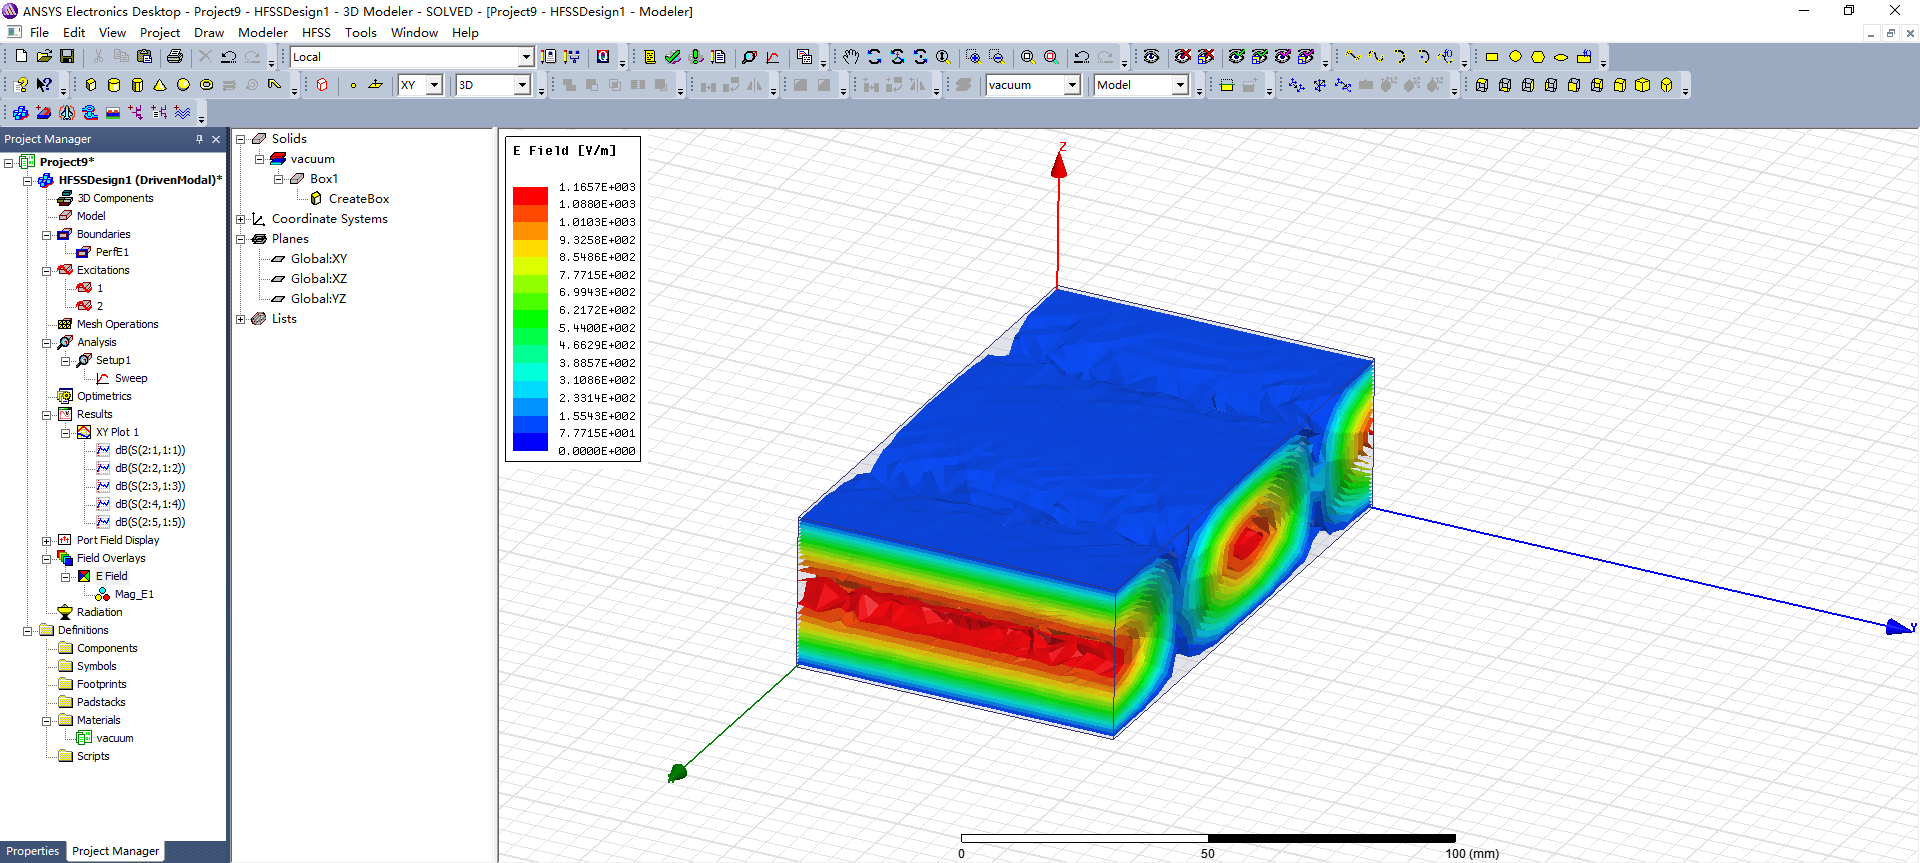 ANSYS Electronics Desktop - Project9 - HFSSDesign1 - 3D Modeler - SOLVED - [Project9 - HFSSDesign1 - Modeler]
File Edit View Project Draw Modeler HFSS Tools Window Help
Local
XY 3D vacuum Model
Project Manager
Project9*
HFSSDesign1 (DrivenModal)*
3D Components
Model
Boundaries
PerfE1
Excitations
1
2
Mesh Operations
Analysis
Setup1
Sweep
Optimetrics
Results
XY Plot 1
dB(S(2:1,1:1))
dB(S(2:2,1:2))
dB(S(2:3,1:3))
dB(S(2:4,1:4))
dB(S(2:5,1:5))
Port Field Display
Field Overlays
E Field
Mag_E1
Radiation
Definitions
Components
Symbols
Footprints
Padstacks
Materials
vacuum
Scripts
Properties Project Manager
Solids
vacuum
Box1
CreateBox
Coordinate Systems
Planes
Global:XY
Global:XZ
Global:YZ
Lists
E Field [V/m]
1.1657E+003
1.0880E+003
1.0103E+003
9.3258E+002
8.5486E+002
7.7715E+002
6.9943E+002
6.2172E+002
5.4400E+002
4.6629E+002
3.8857E+002
3.1086E+002
2.3314E+002
1.5543E+002
7.7715E+001
0.0000E+000
Z
Y
0 50 100 (mm)